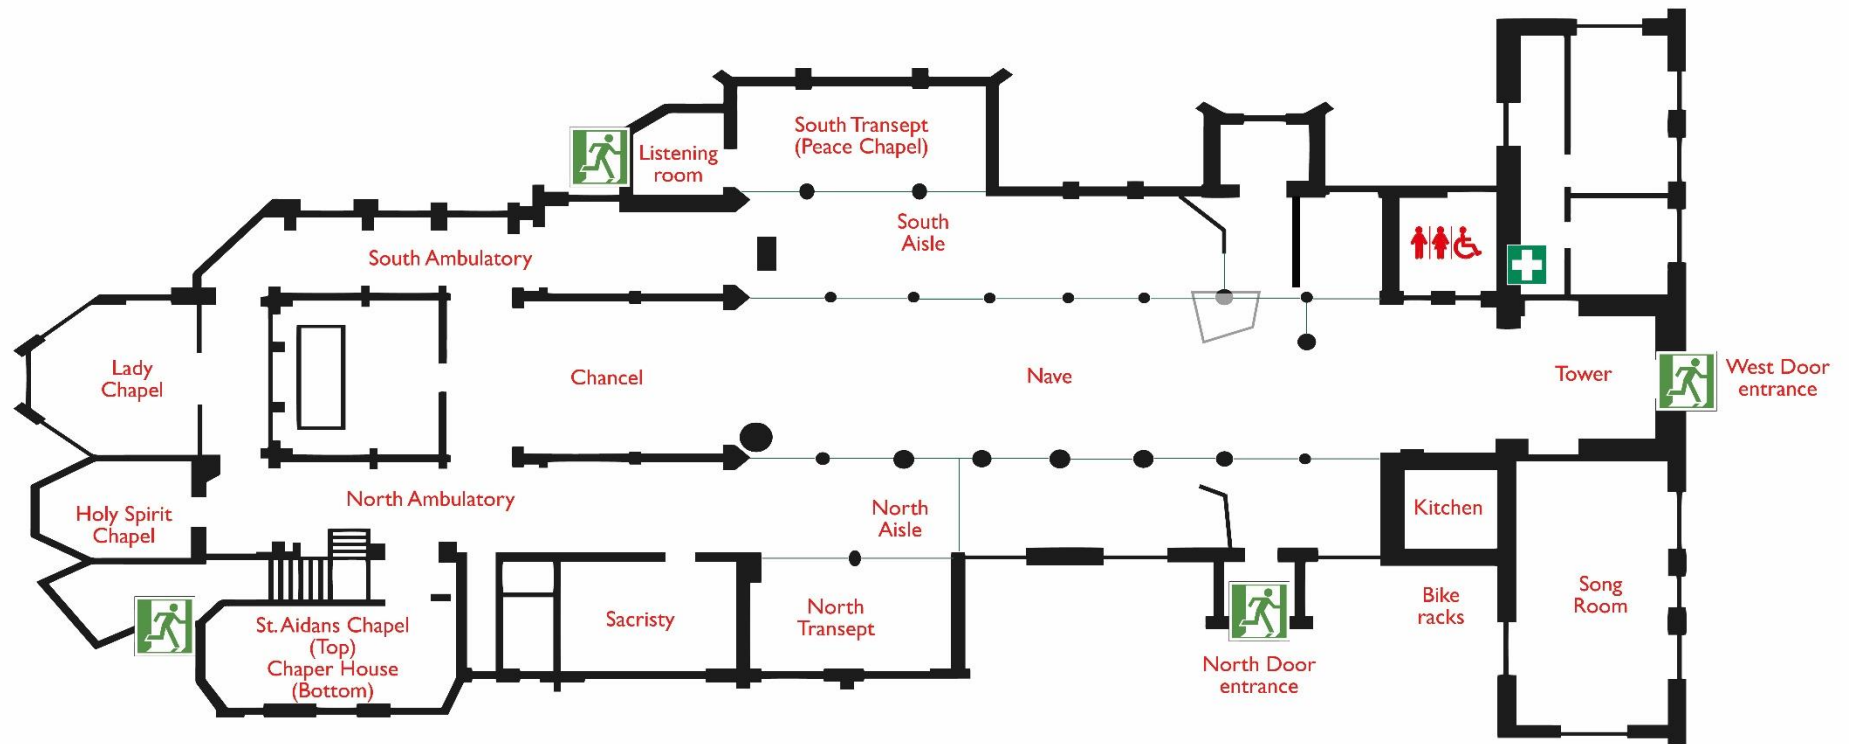 South Transept
(Peace Chapel)
Listening
room
South
Aisle
South Ambulatory
Lady
Chapel
Chancel
Nave
Tower
West Door
entrance
North Ambulatory
Holy Spirit
Chapel
North
Aisle
Kitchen
St. Aidans Chapel
(Top)
Chaper House
(Bottom)
Sacristy
North
Transept
Bike
racks
Song
Room
North Door
entrance